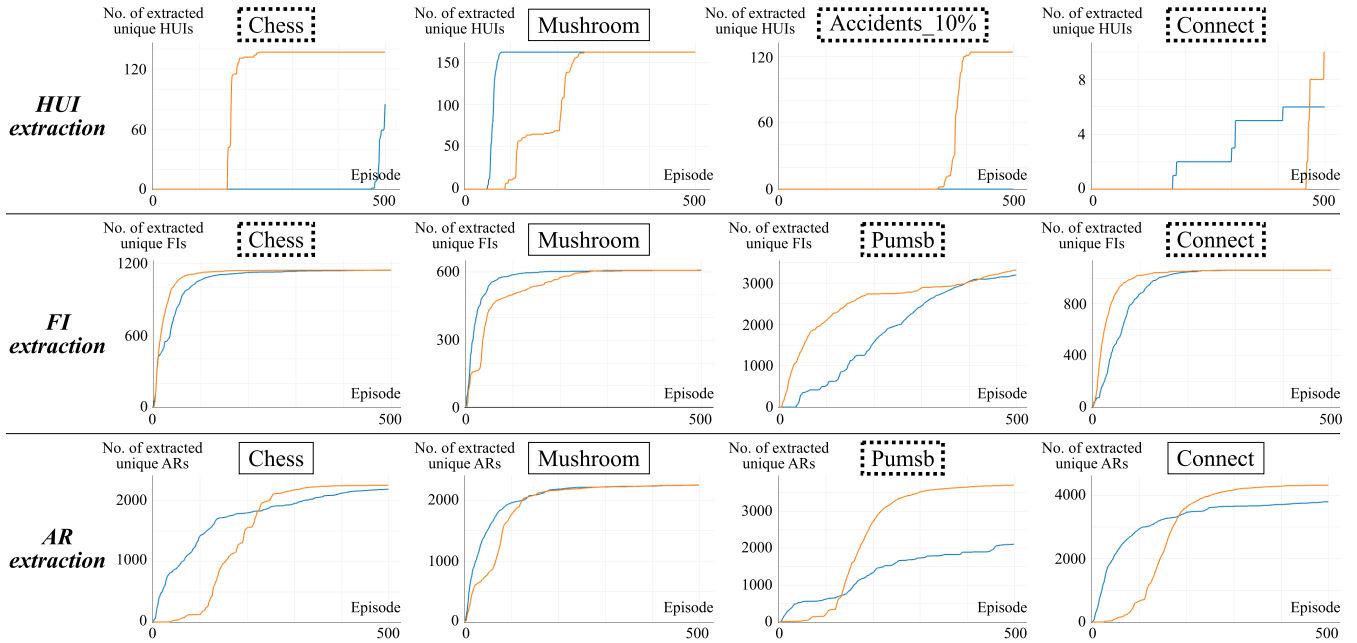 No. of extracted
unique HUIs
Chess
No. of extracted
unique HUIs
Mushroom
No. of extracted
unique HUIs
Accidents_10%
No. of extracted
unique HUIs
Connect
HUI
extraction
120
60
0
0
500
Episode
150
100
50
0
0
500
Episode
120
60
0
0
500
Episode
8
4
0
0
500
Episode
No. of extracted
unique FIs
Chess
No. of extracted
unique FIs
Mushroom
No. of extracted
unique FIs
Pumsb
No. of extracted
unique FIs
Connect
FI
extraction
1200
600
0
0
500
Episode
600
300
0
0
500
Episode
3000
2000
1000
0
0
500
Episode
800
400
0
0
500
Episode
No. of extracted
unique ARs
Chess
No. of extracted
unique ARs
Mushroom
No. of extracted
unique ARs
Pumsb
No. of extracted
unique ARs
Connect
AR
extraction
2000
1000
0
0
500
Episode
2000
1000
0
0
500
Episode
3000
2000
1000
0
0
500
Episode
4000
2000
0
0
500
Episode